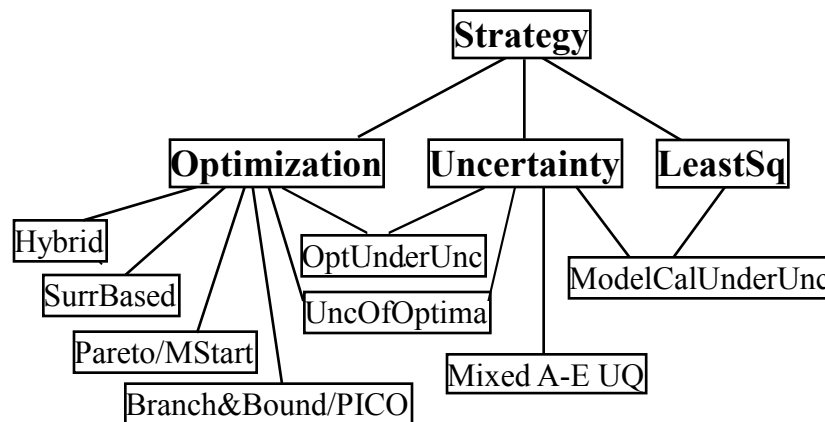 Strategy
Optimization
Uncertainty
LeastSq
Hybrid
OptUnderUnc
SurrBased
ModelCalUnderUnc
UncOfOptima
Pareto/MStart
Mixed A-E UQ
Branch&Bound/PICO